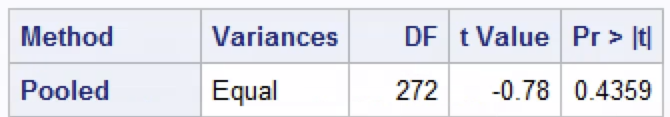 Method Variances DF t Value Pr > |t|
Pooled Equal 272 -0.78 0.4359